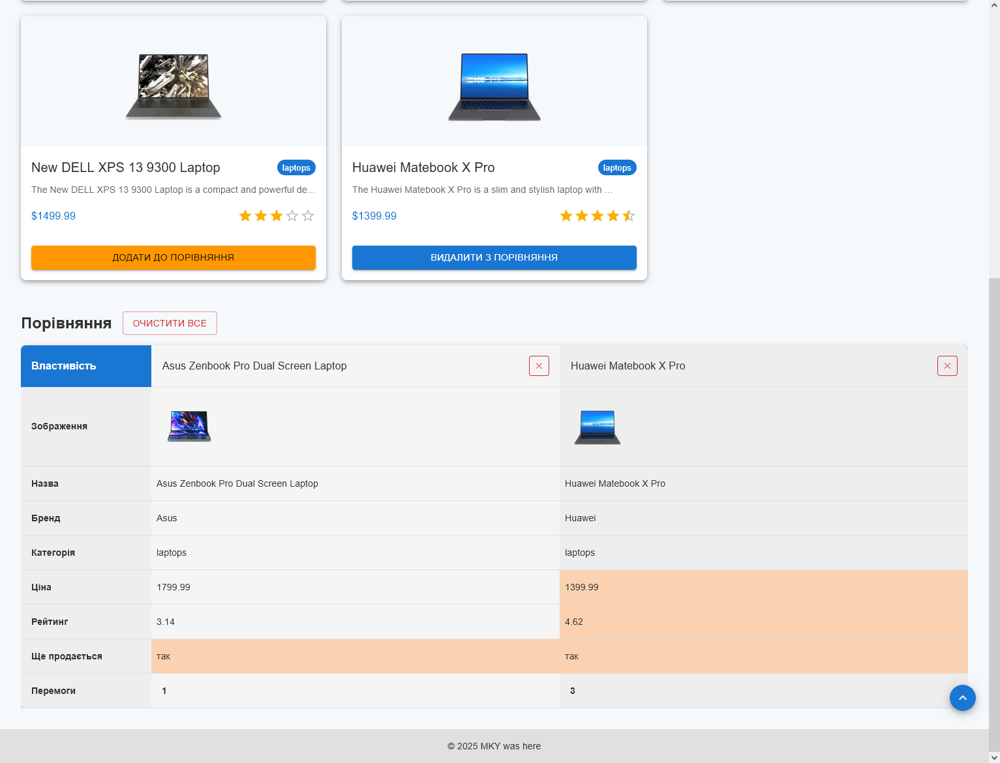 New DELL XPS 13 9300 Laptop
laptops
The New DELL XPS 13 9300 Laptop is a compact and powerful de...
$1499.99
ДОДАТИ ДО ПОРІВНЯННЯ
Huawei Matebook X Pro
laptops
The Huawei Matebook X Pro is a slim and stylish laptop with ...
$1399.99
ВИДАЛИТИ З ПОРІВНЯННЯ
Порівняння
ОЧИСТИТИ ВСЕ
Властивість
Asus Zenbook Pro Dual Screen Laptop
Huawei Matebook X Pro
Зображення
Назва
Asus Zenbook Pro Dual Screen Laptop
Huawei Matebook X Pro
Бренд
Asus
Huawei
Категорія
laptops
laptops
Ціна
1799.99
1399.99
Рейтинг
3.14
4.62
Ще продається
так
так
Перемоги
1
3
© 2025 MKY was here